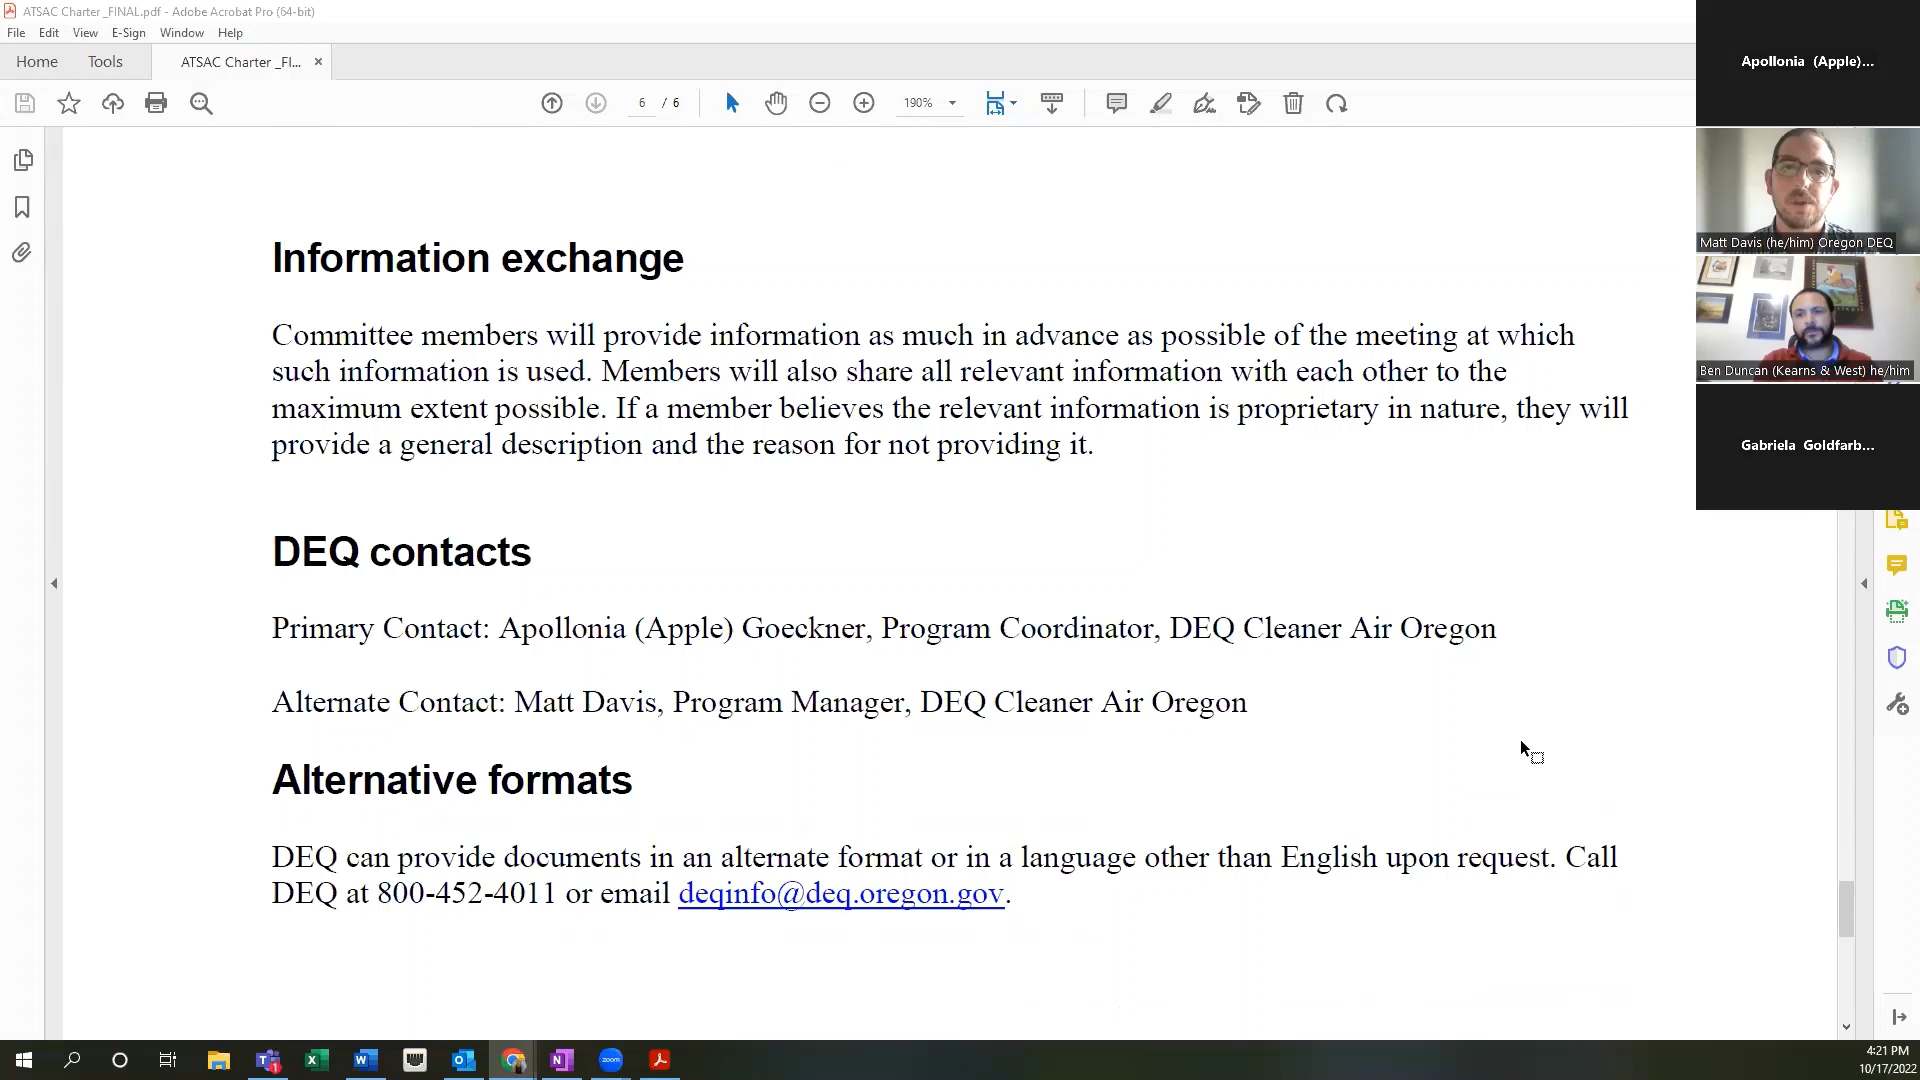 ATSAC Charter _FINAL.pdf - Adobe Acrobat Pro (64-bit)
File Edit View E-Sign Window Help
Home Tools ATSAC Charter _FI...
6 / 6 190%
Information exchange
Committee members will provide information as much in advance as possible of the meeting at which
such information is used. Members will also share all relevant information with each other to the
maximum extent possible. If a member believes the relevant information is proprietary in nature, they will
provide a general description and the reason for not providing it.
DEQ contacts
Primary Contact: Apollonia (Apple) Goeckner, Program Coordinator, DEQ Cleaner Air Oregon
Alternate Contact: Matt Davis, Program Manager, DEQ Cleaner Air Oregon
Alternative formats
DEQ can provide documents in an alternate format or in a language other than English upon request. Call
DEQ at 800-452-4011 or email deqinfo@deq.oregon.gov.
Apollonia (Apple)...
Matt Davis (he/him) Oregon DEQ
Ben Duncan (Kearns & West) he/him
Gabriela Goldfarb...
zoom
4:21 PM
10/17/2022